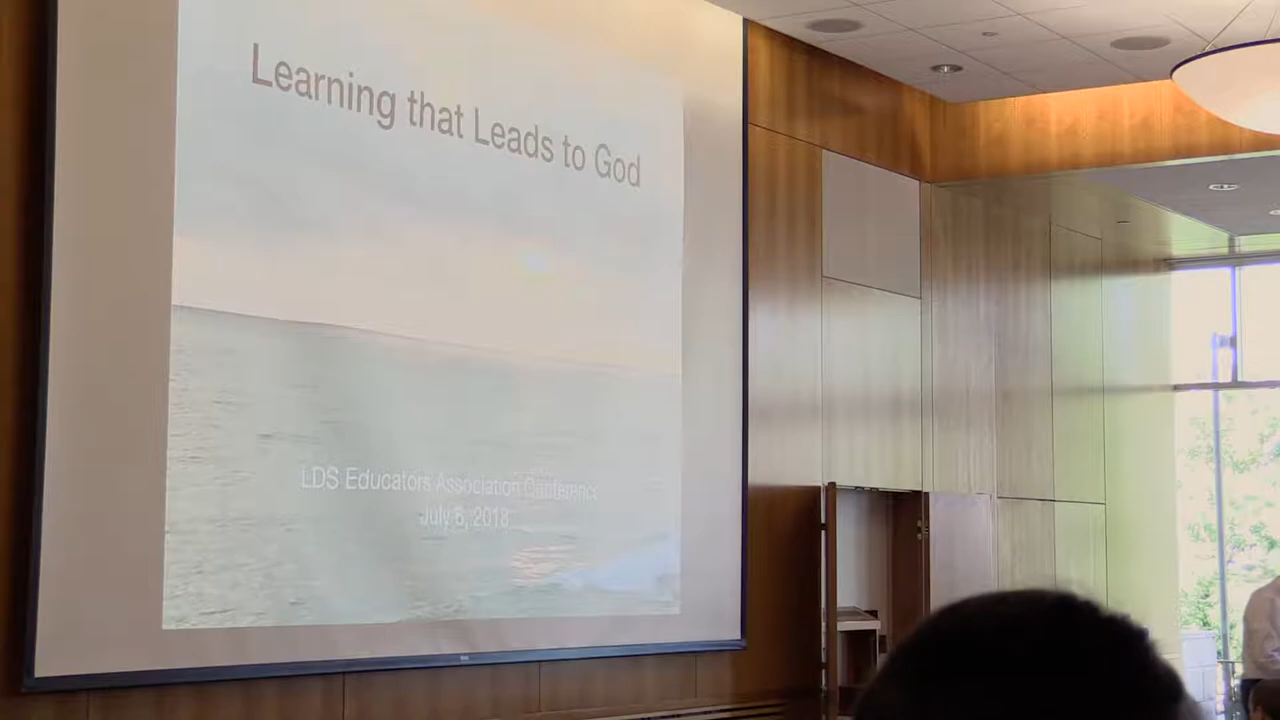 Learning that Leads to God
LDS Educators Association Conference
July 6, 2018